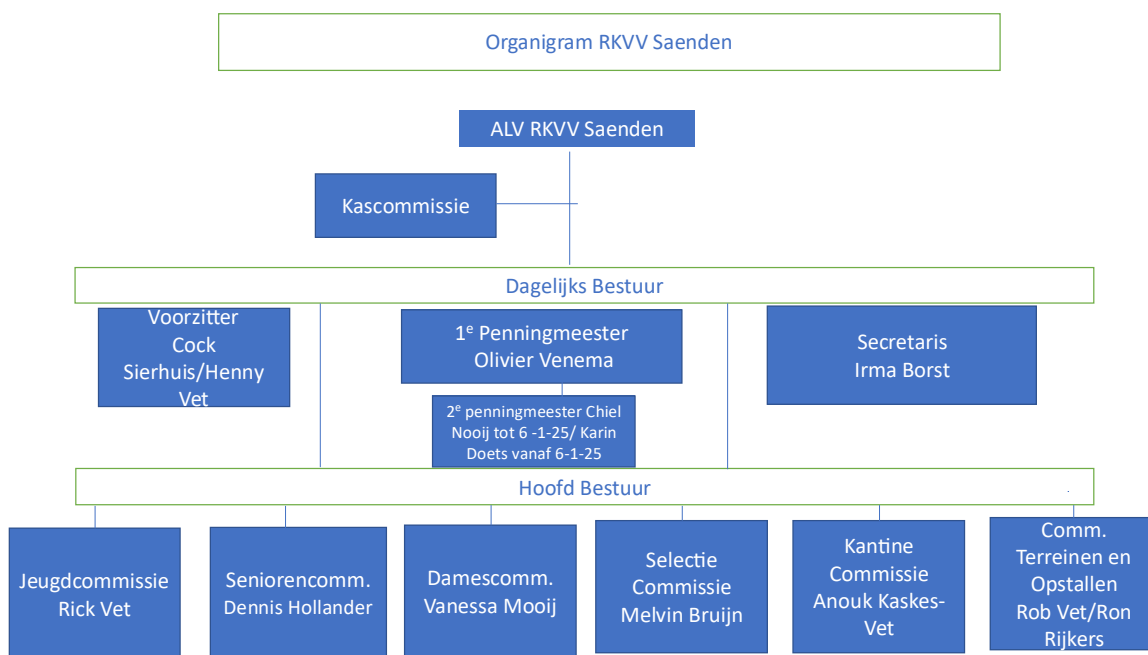 Organigram RKVV Saenden
ALV RKVV Saenden
Kascommissie
Dagelijks Bestuur
Voorzitter
Cock
Sierhuis/Henny
Vet
1e Penningmeester
Olivier Venema
Secretaris
Irma Borst
2e penningmeester Chiel
Nooij tot 6 -1-25/ Karin
Doets vanaf 6-1-25
Hoofd Bestuur
.
Jeugdcommissie
Rick Vet
Seniorencomm.
Dennis Hollander
Damescomm.
Vanessa Mooij
Selectie
Commissie
Melvin Bruijn
Kantine
Commissie
Anouk Kaskes-
Vet
Comm.
Terreinen en
Opstallen
Rob Vet/Ron
Rijkers